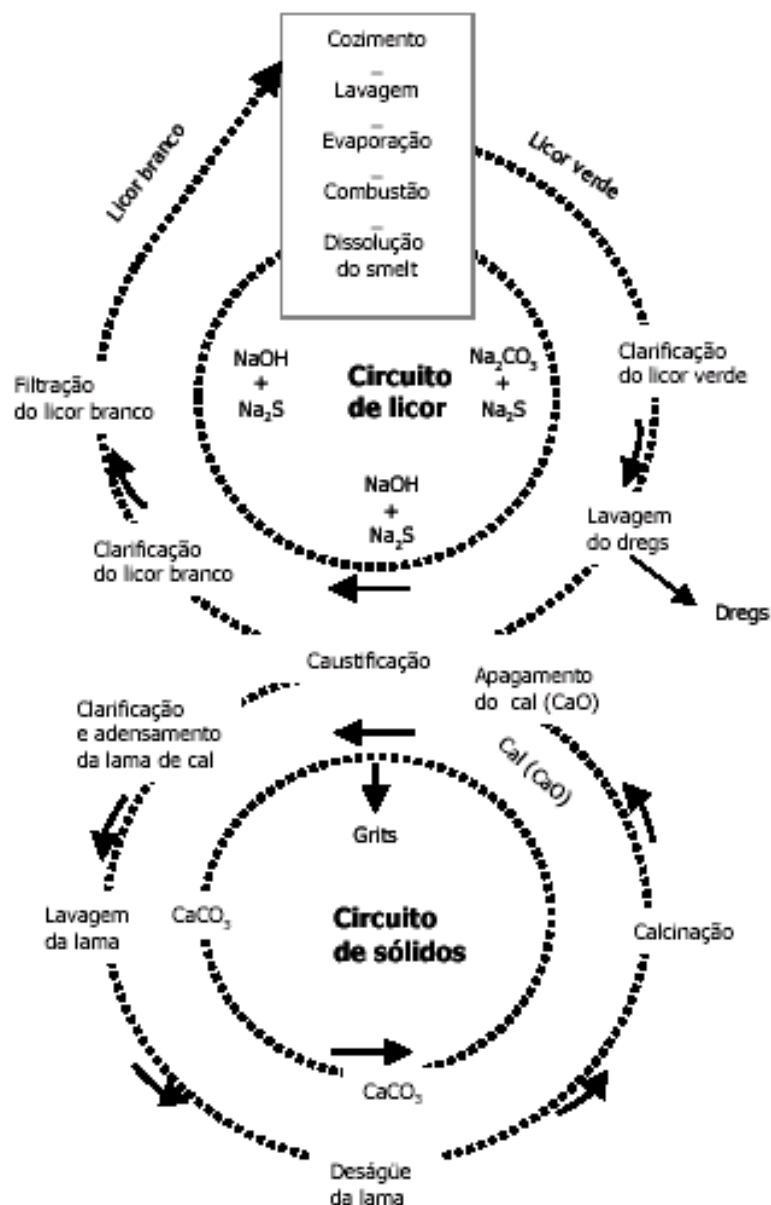 Cozimento
Lavagem
Evaporação
Combustão
Dissolução
do smelt
Licor branco
Licor verde
NaOH
+
Na₂S
Circuito
de licor
Na₂CO₃
+
Na₂S
Clarificação
do licor verde
Filtração
do licor branco
NaOH
+
Na₂S
Lavagem
do dregs
Clarificação
do licor branco
Dregs
Caustificação
Apagamento
do cal (CaO)
Clarificação
e adensamento
da lama de cal
Cal (CaO)
Grits
Lavagem
da lama
CaCO₃
Circuito
de sólidos
Calcinação
CaCO₃
Deságüe
da lama